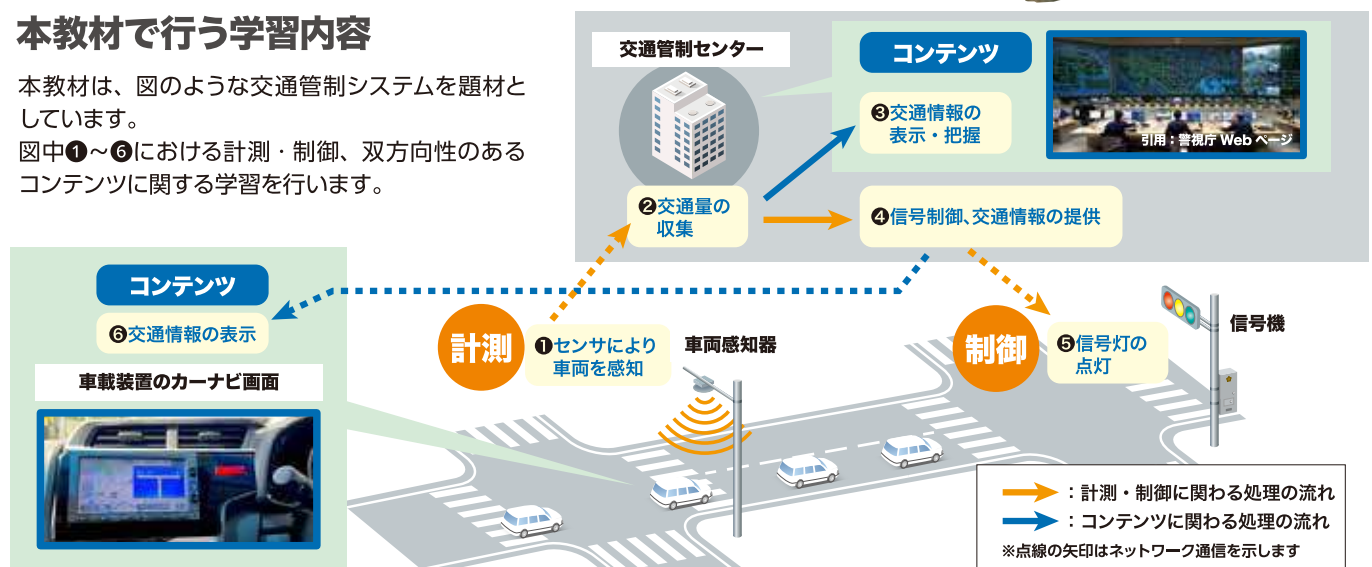 本教材で行う学習内容
本教材は、図のような交通管制システムを題材と
しています。
図中❶～❻における計測・制御、双方向性のある
コンテンツに関する学習を行います。
交通管制センター
コンテンツ
❸交通情報の
表示・把握
引用：警視庁 Web ページ
❷交通量の
収集
❹信号制御、交通情報の提供
コンテンツ
❻交通情報の表示
車載装置のカーナビ画面
計測
❶センサにより
車両を感知
車両感知器
制御
❺信号灯の
点灯
信号機
：計測・制御に関わる処理の流れ
：コンテンツに関わる処理の流れ
※点線の矢印はネットワーク通信を示します